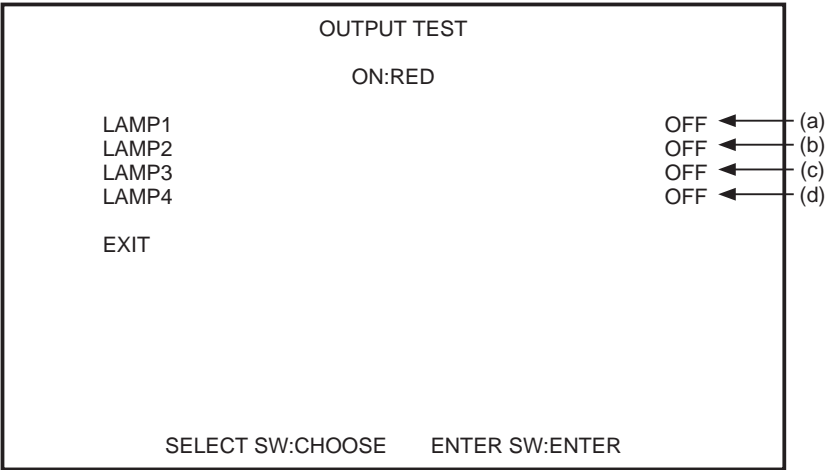 OUTPUT TEST
ON:RED
LAMP1 OFF (a)
LAMP2 OFF (b)
LAMP3 OFF (c)
LAMP4 OFF (d)
EXIT
SELECT SW:CHOOSE ENTER SW:ENTER